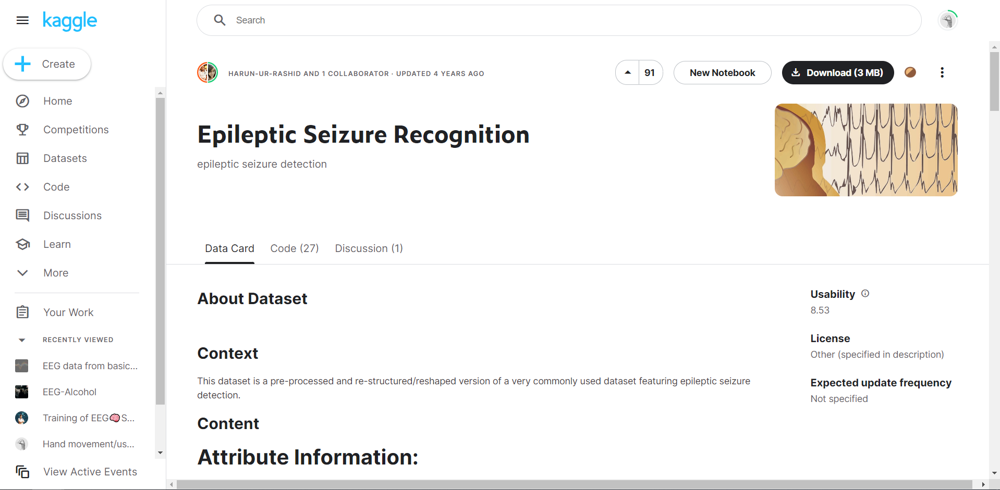 kaggle
Search
Create
Home
Competitions
Datasets
Code
Discussions
Learn
More
Your Work
RECENTLY VIEWED
EEG data from basic...
EEG-Alcohol
Training of EEG🧠S...
Hand movement/us...
View Active Events
HARUN-UR-RASHID AND 1 COLLABORATOR · UPDATED 4 YEARS AGO
91
New Notebook
Download (3 MB)
Epileptic Seizure Recognition
epileptic seizure detection
Data Card
Code (27)
Discussion (1)
About Dataset
Context
This dataset is a pre-processed and re-structured/reshaped version of a very commonly used dataset featuring epileptic seizure
detection.
Content
Attribute Information:
Usability
8.53
License
Other (specified in description)
Expected update frequency
Not specified